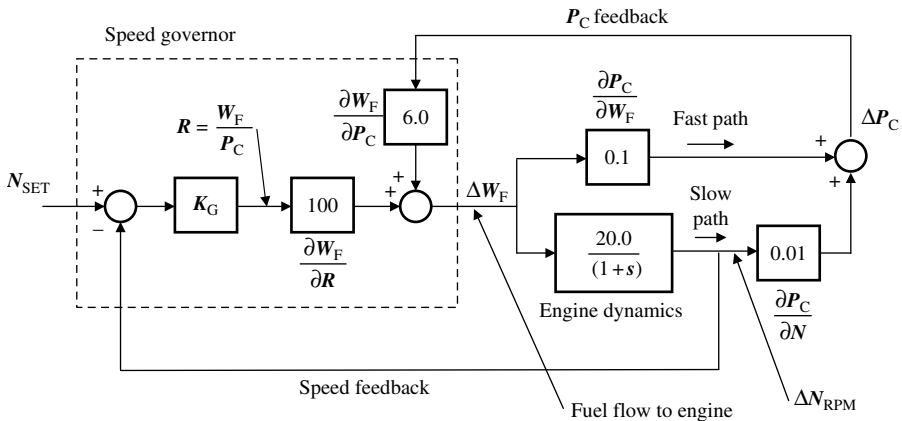 P_C feedback
Speed governor
∂W_F
∂P_C
6.0
∂P_C
∂W_F
Fast path
ΔP_C
R = W_F
P_C
+
+
0.1
N_SET
+
−
K_G
100
+
+
ΔW_F
Slow
path
∂W_F
∂R
20.0
(1+s)
0.01
Engine dynamics
∂P_C
∂N
Speed feedback
Fuel flow to engine
ΔN_RPM